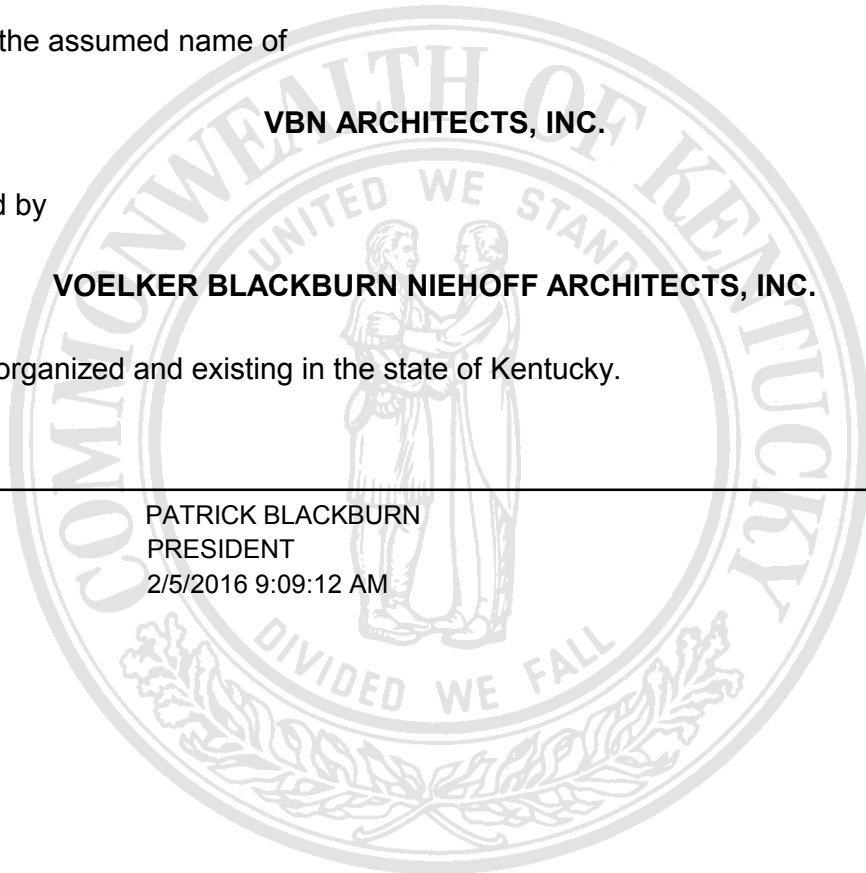 the assumed name of
VBN ARCHITECTS, INC.
d by
VOELKER BLACKBURN NIEHOFF ARCHITECTS, INC.
organized and existing in the state of Kentucky.
PATRICK BLACKBURN
PRESIDENT
2/5/2016 9:09:12 AM
COMMONWEALTH OF KENTUCKY
UNITED WE STAND
DIVIDED WE FALL